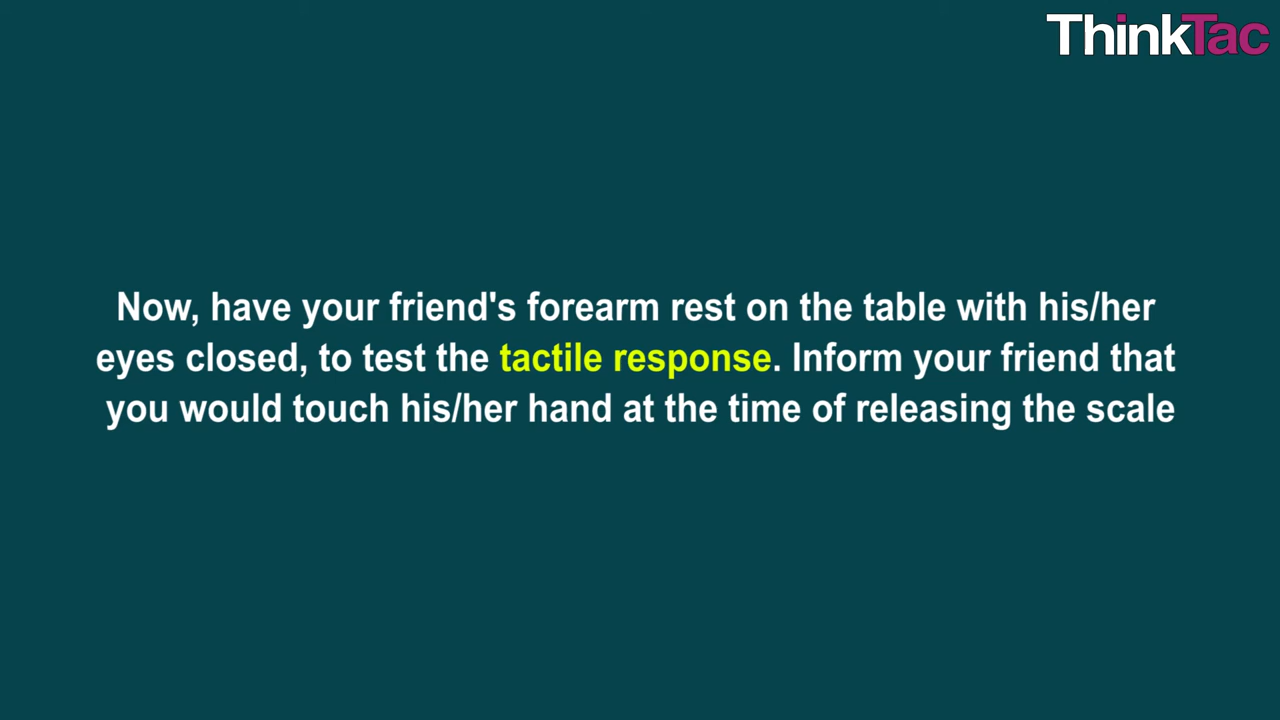 ThinkTac
Now, have your friend's forearm rest on the table with his/her
eyes closed, to test the tactile response. Inform your friend that
you would touch his/her hand at the time of releasing the scale